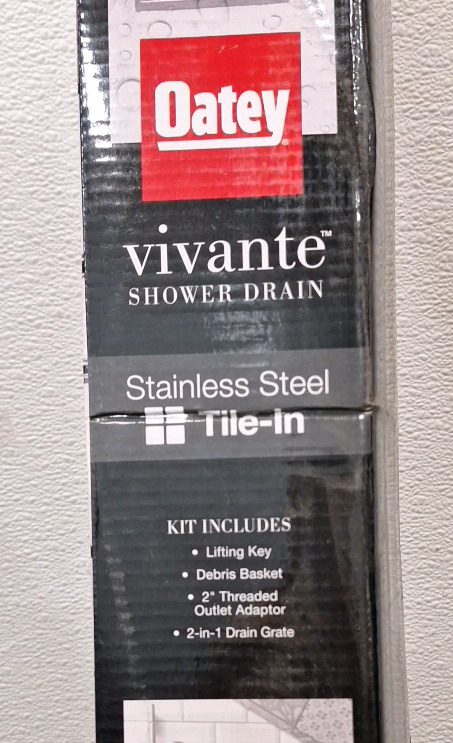 Oatey
vivante™
SHOWER DRAIN
Stainless Steel
Tile-In
KIT INCLUDES
• Lifting Key
• Debris Basket
• 2" Threaded
Outlet Adaptor
• 2-in-1 Drain Grate